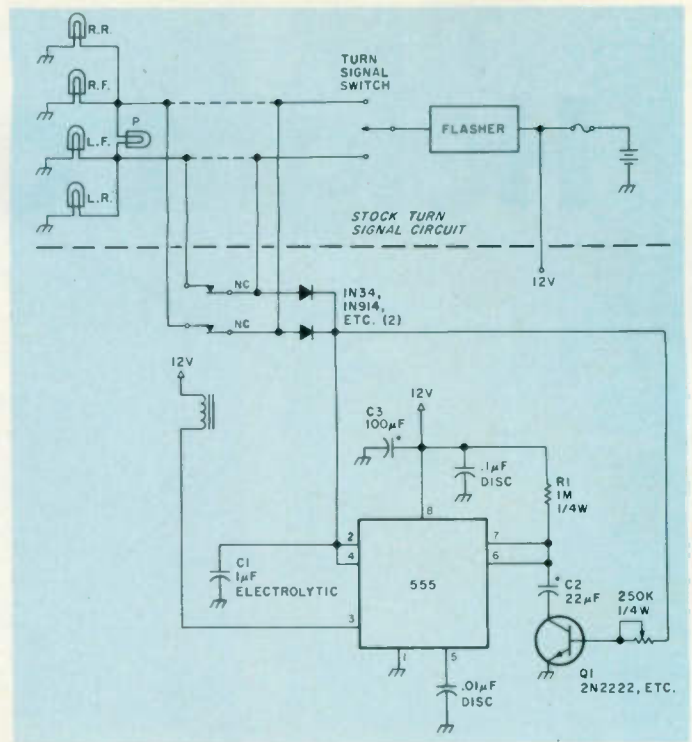 R.R.
R.F.
P
L.F.
L.R.
TURN
SIGNAL
SWITCH
FLASHER
STOCK TURN
SIGNAL CIRCUIT
12V
NC
NC
1N34,
1N914,
ETC. (2)
12V
12V
C3
100µF
*
.1µF
DISC
R1
1M
1/4W
8
2
4
7
6
555
C1
1µF
ELECTROLYTIC
*
C2
22µF
250K
1/4W
3
1
5
.01µF
DISC
Q1
2N2222, ETC.